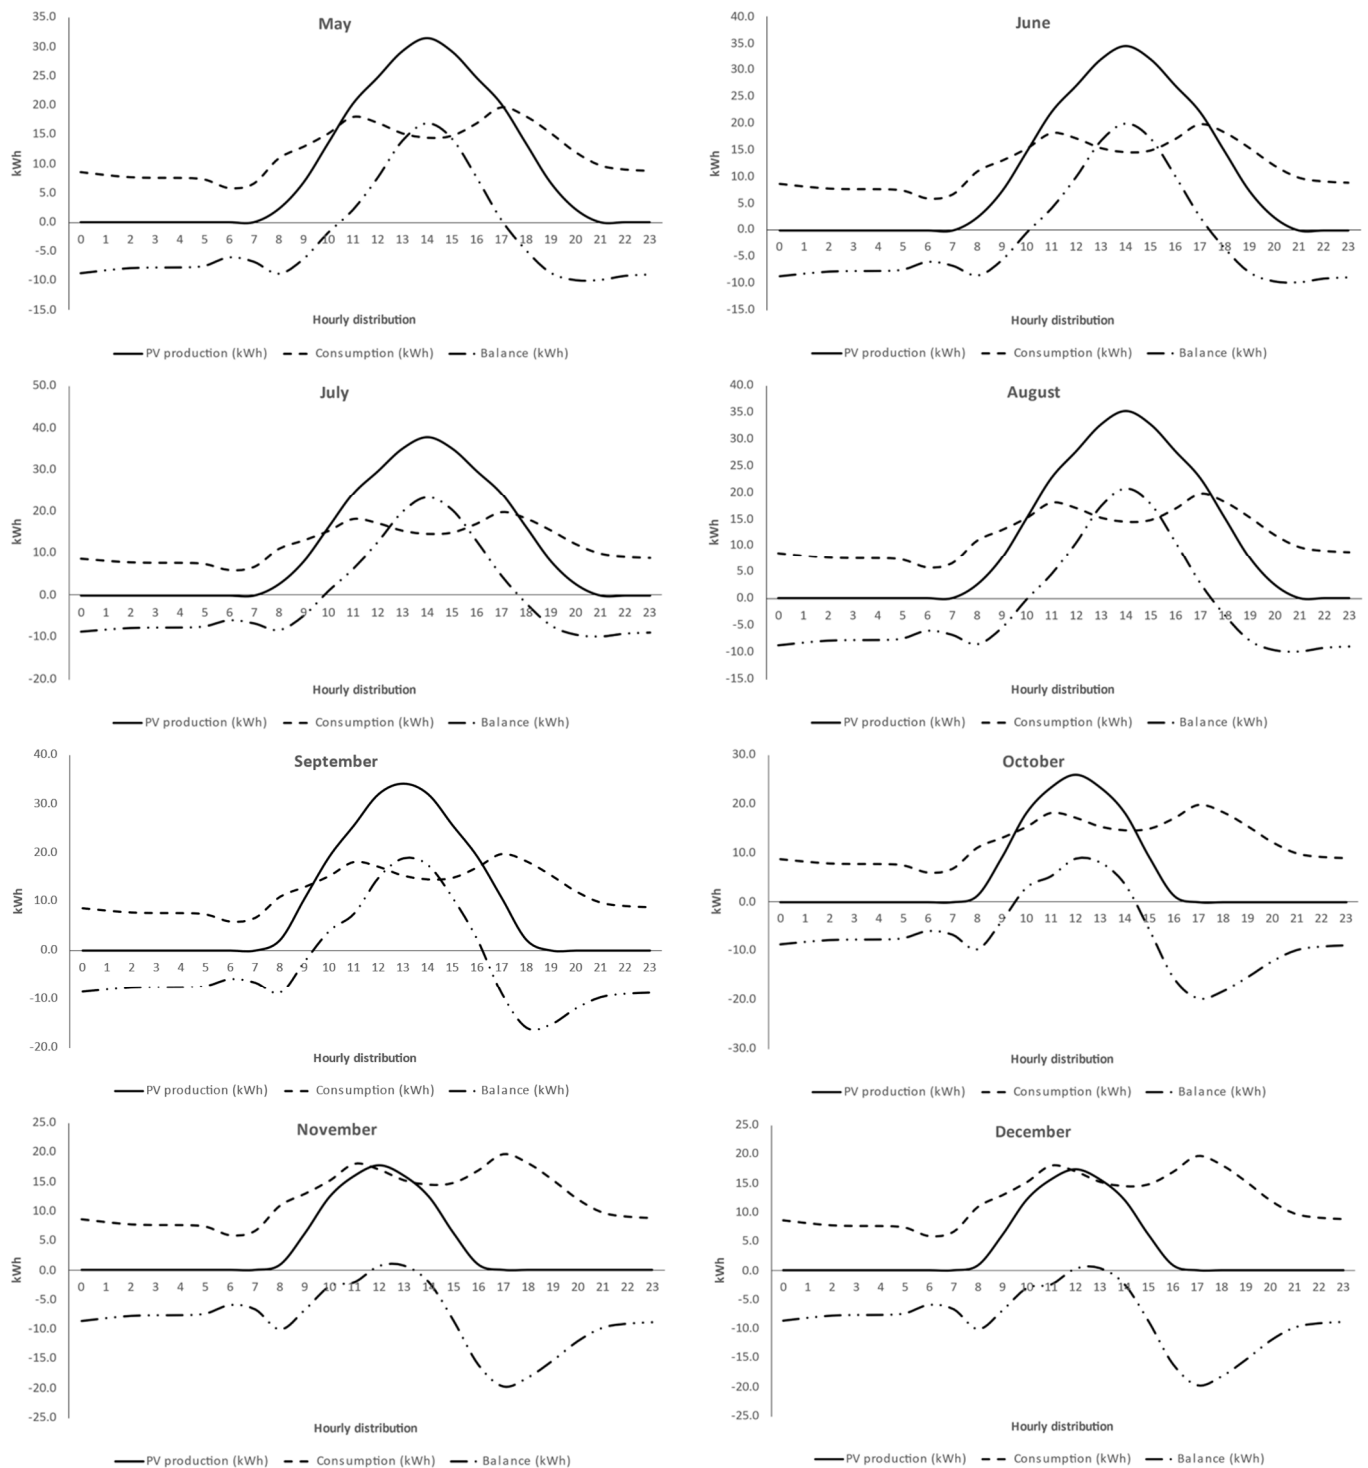 May
35.0
30.0
25.0
20.0
15.0
10.0
5.0
0.0
-5.0
-10.0
-15.0
kWh
0 1 2 3 4 5 6 7 8 9 10 11 12 13 14 15 16 17 18 19 20 21 22 23
Hourly distribution
PV production (kWh) Consumption (kWh) Balance (kWh)
June
40.0
35.0
30.0
25.0
20.0
15.0
10.0
5.0
0.0
-5.0
-10.0
-15.0
kWh
0 1 2 3 4 5 6 7 8 9 10 11 12 13 14 15 16 17 18 19 20 21 22 23
Hourly distribution
PV production (kWh) Consumption (kWh) Balance (kWh)
July
50.0
40.0
30.0
20.0
10.0
0.0
-10.0
-20.0
kWh
0 1 2 3 4 5 6 7 8 9 10 11 12 13 14 15 16 17 18 19 20 21 22 23
Hourly distribution
PV production (kWh) Consumption (kWh) Balance (kWh)
August
40.0
35.0
30.0
25.0
20.0
15.0
10.0
5.0
0.0
-5.0
-10.0
-15.0
kWh
0 1 2 3 4 5 6 7 8 9 10 11 12 13 14 15 16 17 18 19 20 21 22 23
Hourly distribution
PV production (kWh) Consumption (kWh) Balance (kWh)
September
40.0
30.0
20.0
10.0
0.0
-10.0
-20.0
kWh
0 1 2 3 4 5 6 7 8 9 10 11 12 13 14 15 16 17 18 19 20 21 22 23
Hourly distribution
PV production (kWh) Consumption (kWh) Balance (kWh)
October
30.0
20.0
10.0
0.0
-10.0
-20.0
-30.0
kWh
0 1 2 3 4 5 6 7 8 9 10 11 12 13 14 15 16 17 18 19 20 21 22 23
Hourly distribution
PV production (kWh) Consumption (kWh) Balance (kWh)
November
25.0
20.0
15.0
10.0
5.0
0.0
-5.0
-10.0
-15.0
-20.0
-25.0
kWh
0 1 2 3 4 5 6 7 8 9 10 11 12 13 14 15 16 17 18 19 20 21 22 23
Hourly distribution
PV production (kWh) Consumption (kWh) Balance (kWh)
December
25.0
20.0
15.0
10.0
5.0
0.0
-5.0
-10.0
-15.0
-20.0
-25.0
kWh
0 1 2 3 4 5 6 7 8 9 10 11 12 13 14 15 16 17 18 19 20 21 22 23
Hourly distribution
PV production (kWh) Consumption (kWh) Balance (kWh)